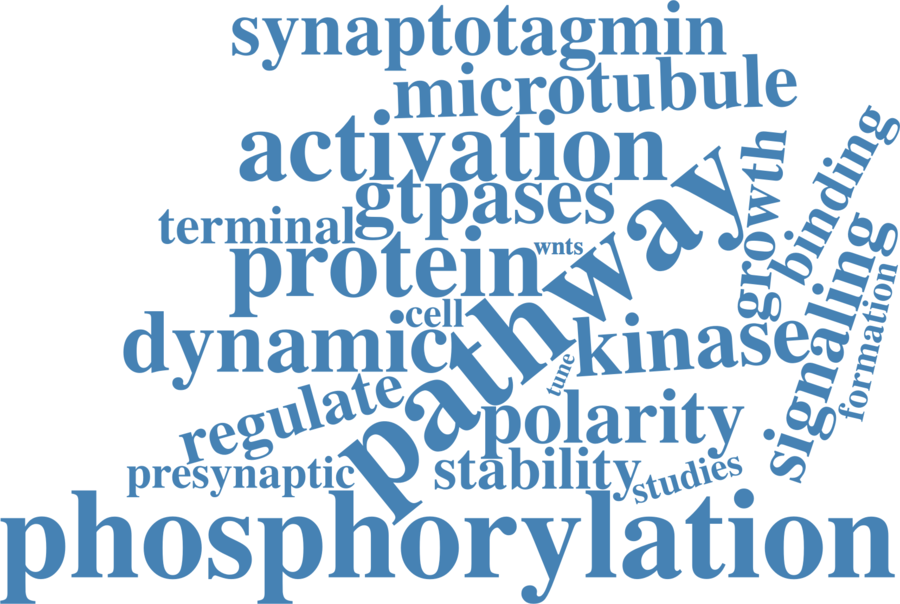 synaptotagmin
microtubule
activation
gtpases
growth
binding
terminal
pathway
protein
wnts
signaling
formation
cell
dynamic
kinase
tune
regulate
polarity
presynaptic
stability
studies
phosphorylation